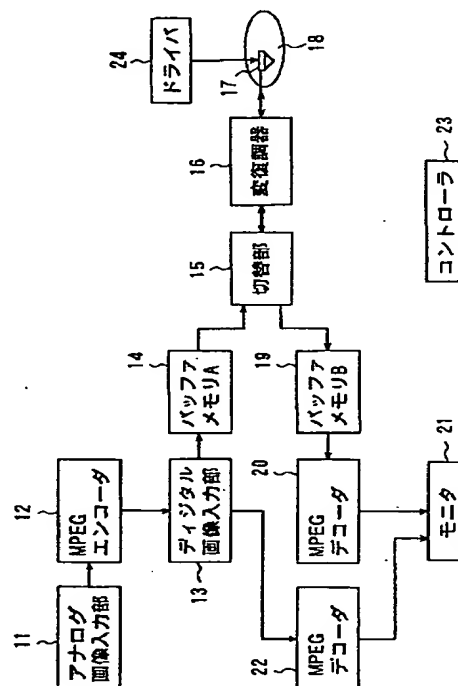 11
アナログ
画像入力部
12
MPEG
エンコーダ
13
ディジタル
画像入力部
14
バッファ
メモリA
15
切替部
16
変復調器
24
ドライバ
17
18
19
バッファ
メモリB
20
MPEG
デコーダ
22
MPEG
デコーダ
21
モニタ
23
コントローラ